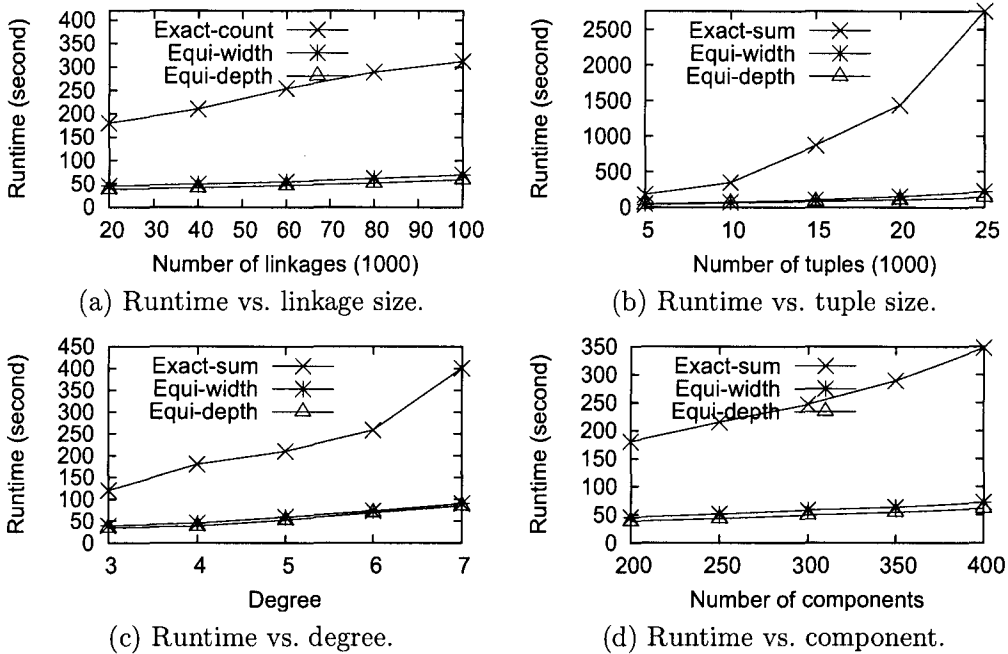 Runtime (second)
400
350
300
250
200
150
100
50
0
Exact-count
Equi-width
Equi-depth
20 30 40 50 60 70 80 90 100
Number of linkages (1000)
(a) Runtime vs. linkage size.
Runtime (second)
2500
2000
1500
1000
500
0
Exact-sum
Equi-width
Equi-depth
5 10 15 20 25
Number of tuples (1000)
(b) Runtime vs. tuple size.
Runtime (second)
450
400
350
300
250
200
150
100
50
0
Exact-sum
Equi-width
Equi-depth
3 4 5 6 7
Degree
(c) Runtime vs. degree.
Runtime (second)
350
300
250
200
150
100
50
0
Exact-sum
Equi-width
Equi-depth
200 250 300 350 400
Number of components
(d) Runtime vs. component.